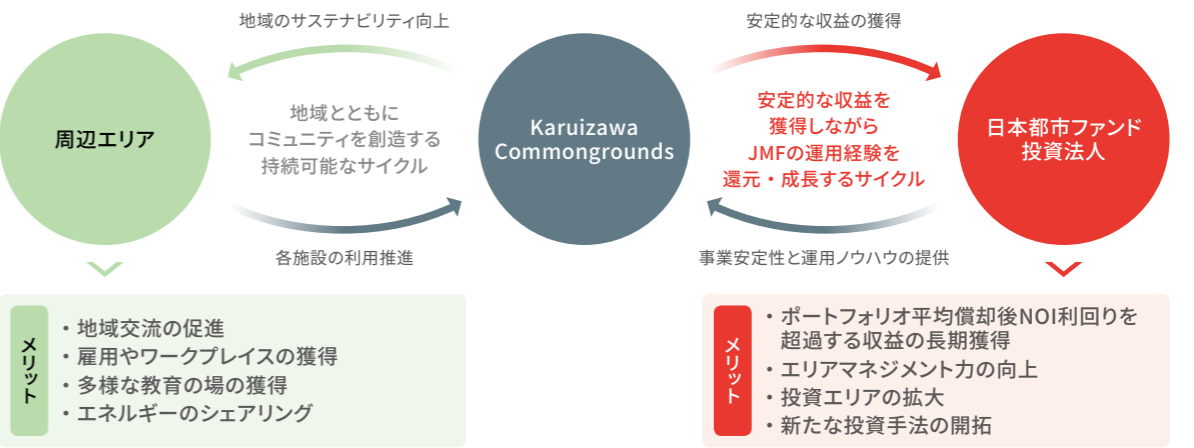 地域のサステナビリティ向上
安定的な収益の獲得
周辺エリア
地域とともに
コミュニティを創造する
持続可能なサイクル
Karuizawa
Commongrounds
安定的な収益を
獲得しながら
JMFの運用経験を
還元・成長するサイクル
日本都市ファンド
投資法人
各施設の利用推進
事業安定性と運用ノウハウの提供
メリット
・地域交流の促進
・雇用やワークプレイスの獲得
・多様な教育の場の獲得
・エネルギーのシェアリング
メリット
・ポートフォリオ平均償却後NOI利回りを
超過する収益の長期獲得
・エリアマネジメント力の向上
・投資エリアの拡大
・新たな投資手法の開拓